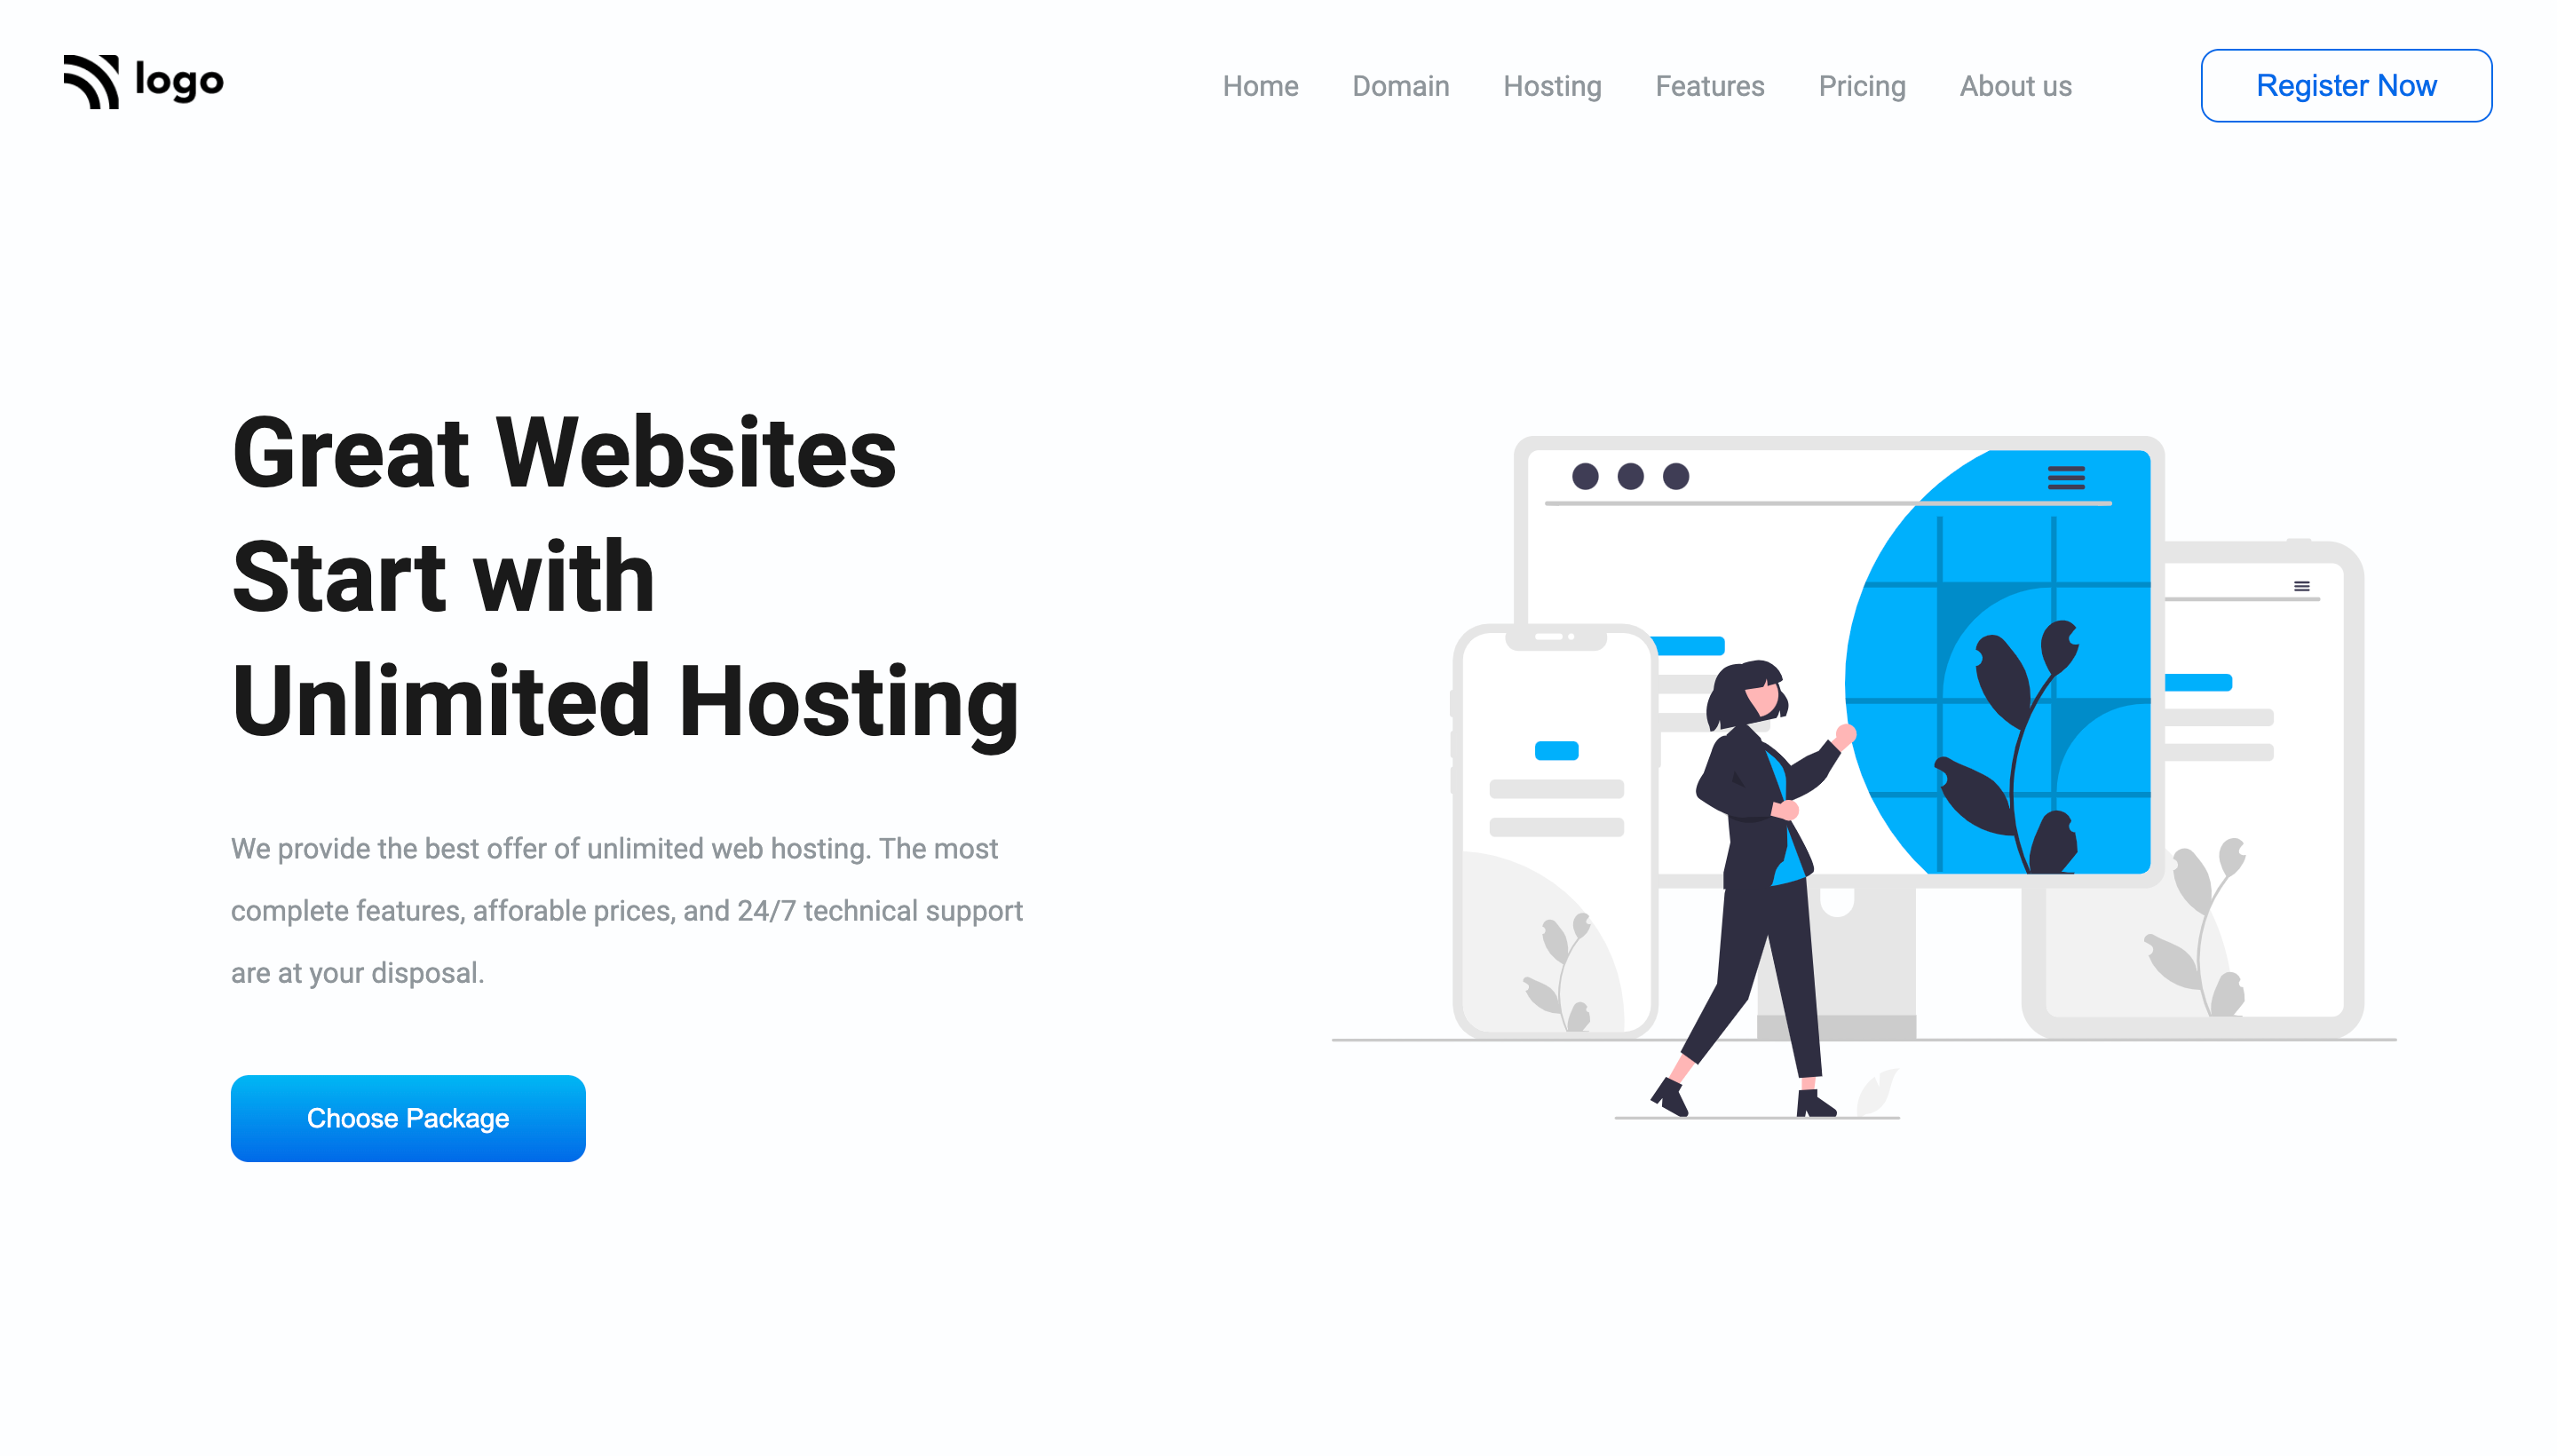 logo
Home
Domain
Hosting
Features
Pricing
About us
Register Now
Great Websites
Start with
Unlimited Hosting
We provide the best offer of unlimited web hosting. The most
complete features, afforable prices, and 24/7 technical support
are at your disposal.
Choose Package